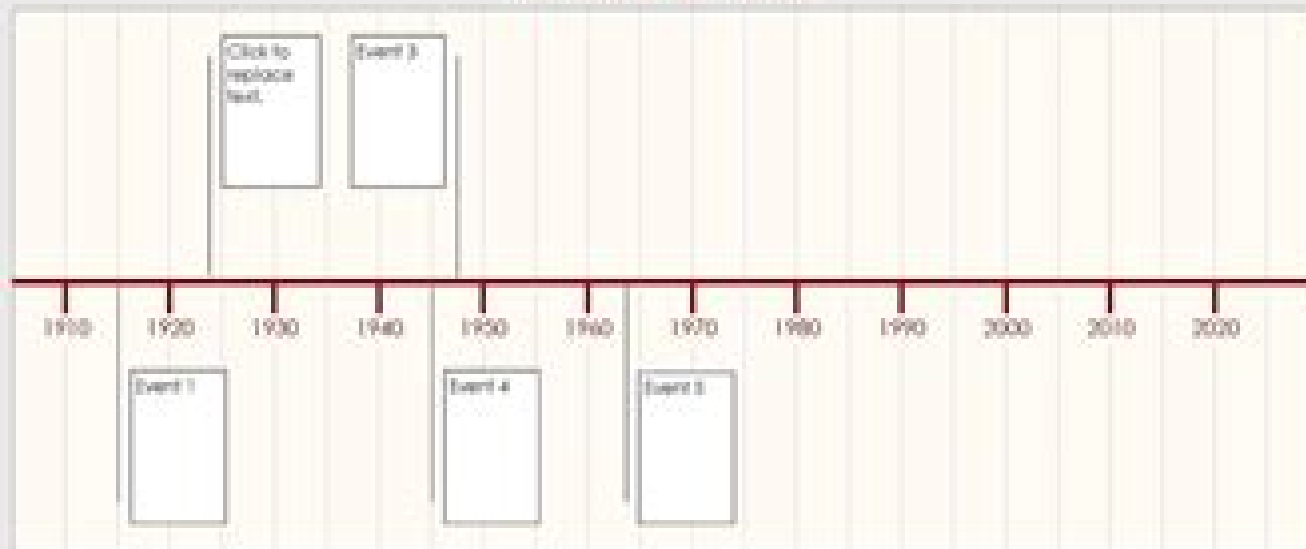 Click to
replace
text.
Event 3
1910 1920 1930 1940 1950 1960 1970 1980 1990 2000 2010 2020
Event 1
Event 4
Event 5